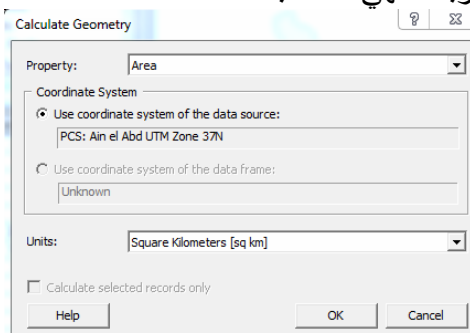 Calculate Geometry
Property: Area
Coordinate System
Use coordinate system of the data source:
PCS: Ain el Abd UTM Zone 37N
Use coordinate system of the data frame:
Unknown
Units: Square Kilometers [sq km]
Calculate selected records only
Help OK Cancel